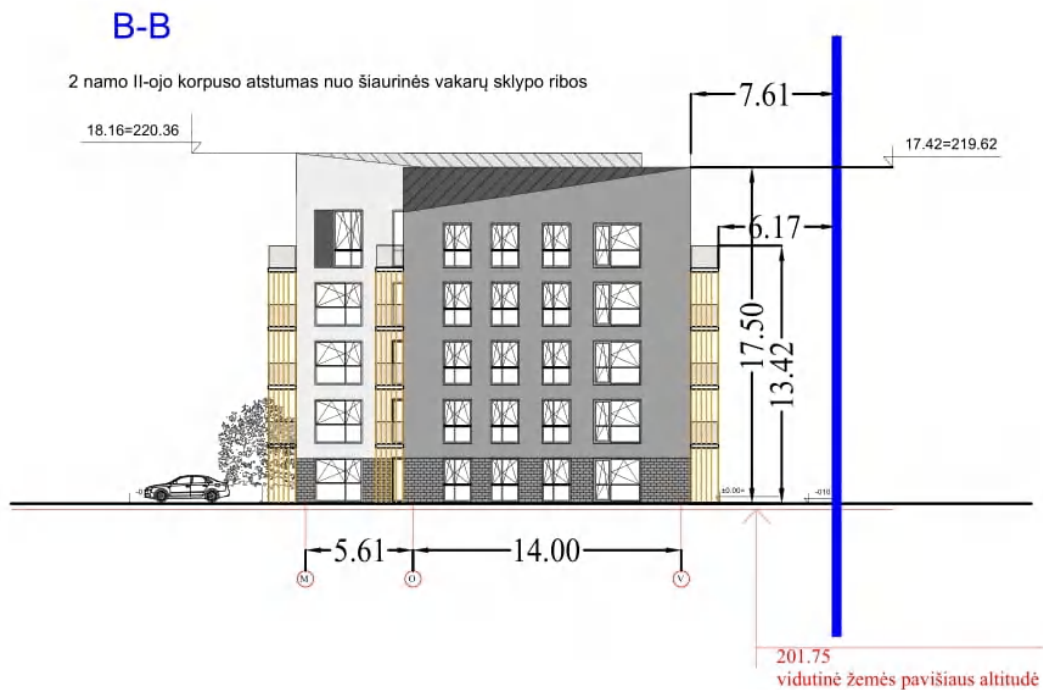 B-B
2 namo II-ojo korpuso atstumas nuo šiaurinės vakarų sklypo ribos
7.61
18.16=220.36
17.42=219.62
6.17
17.50
13.42
±0.00=
-010
5.61
14.00
M
O
V
201.75
vidutinė žemės pavišiaus altitudė